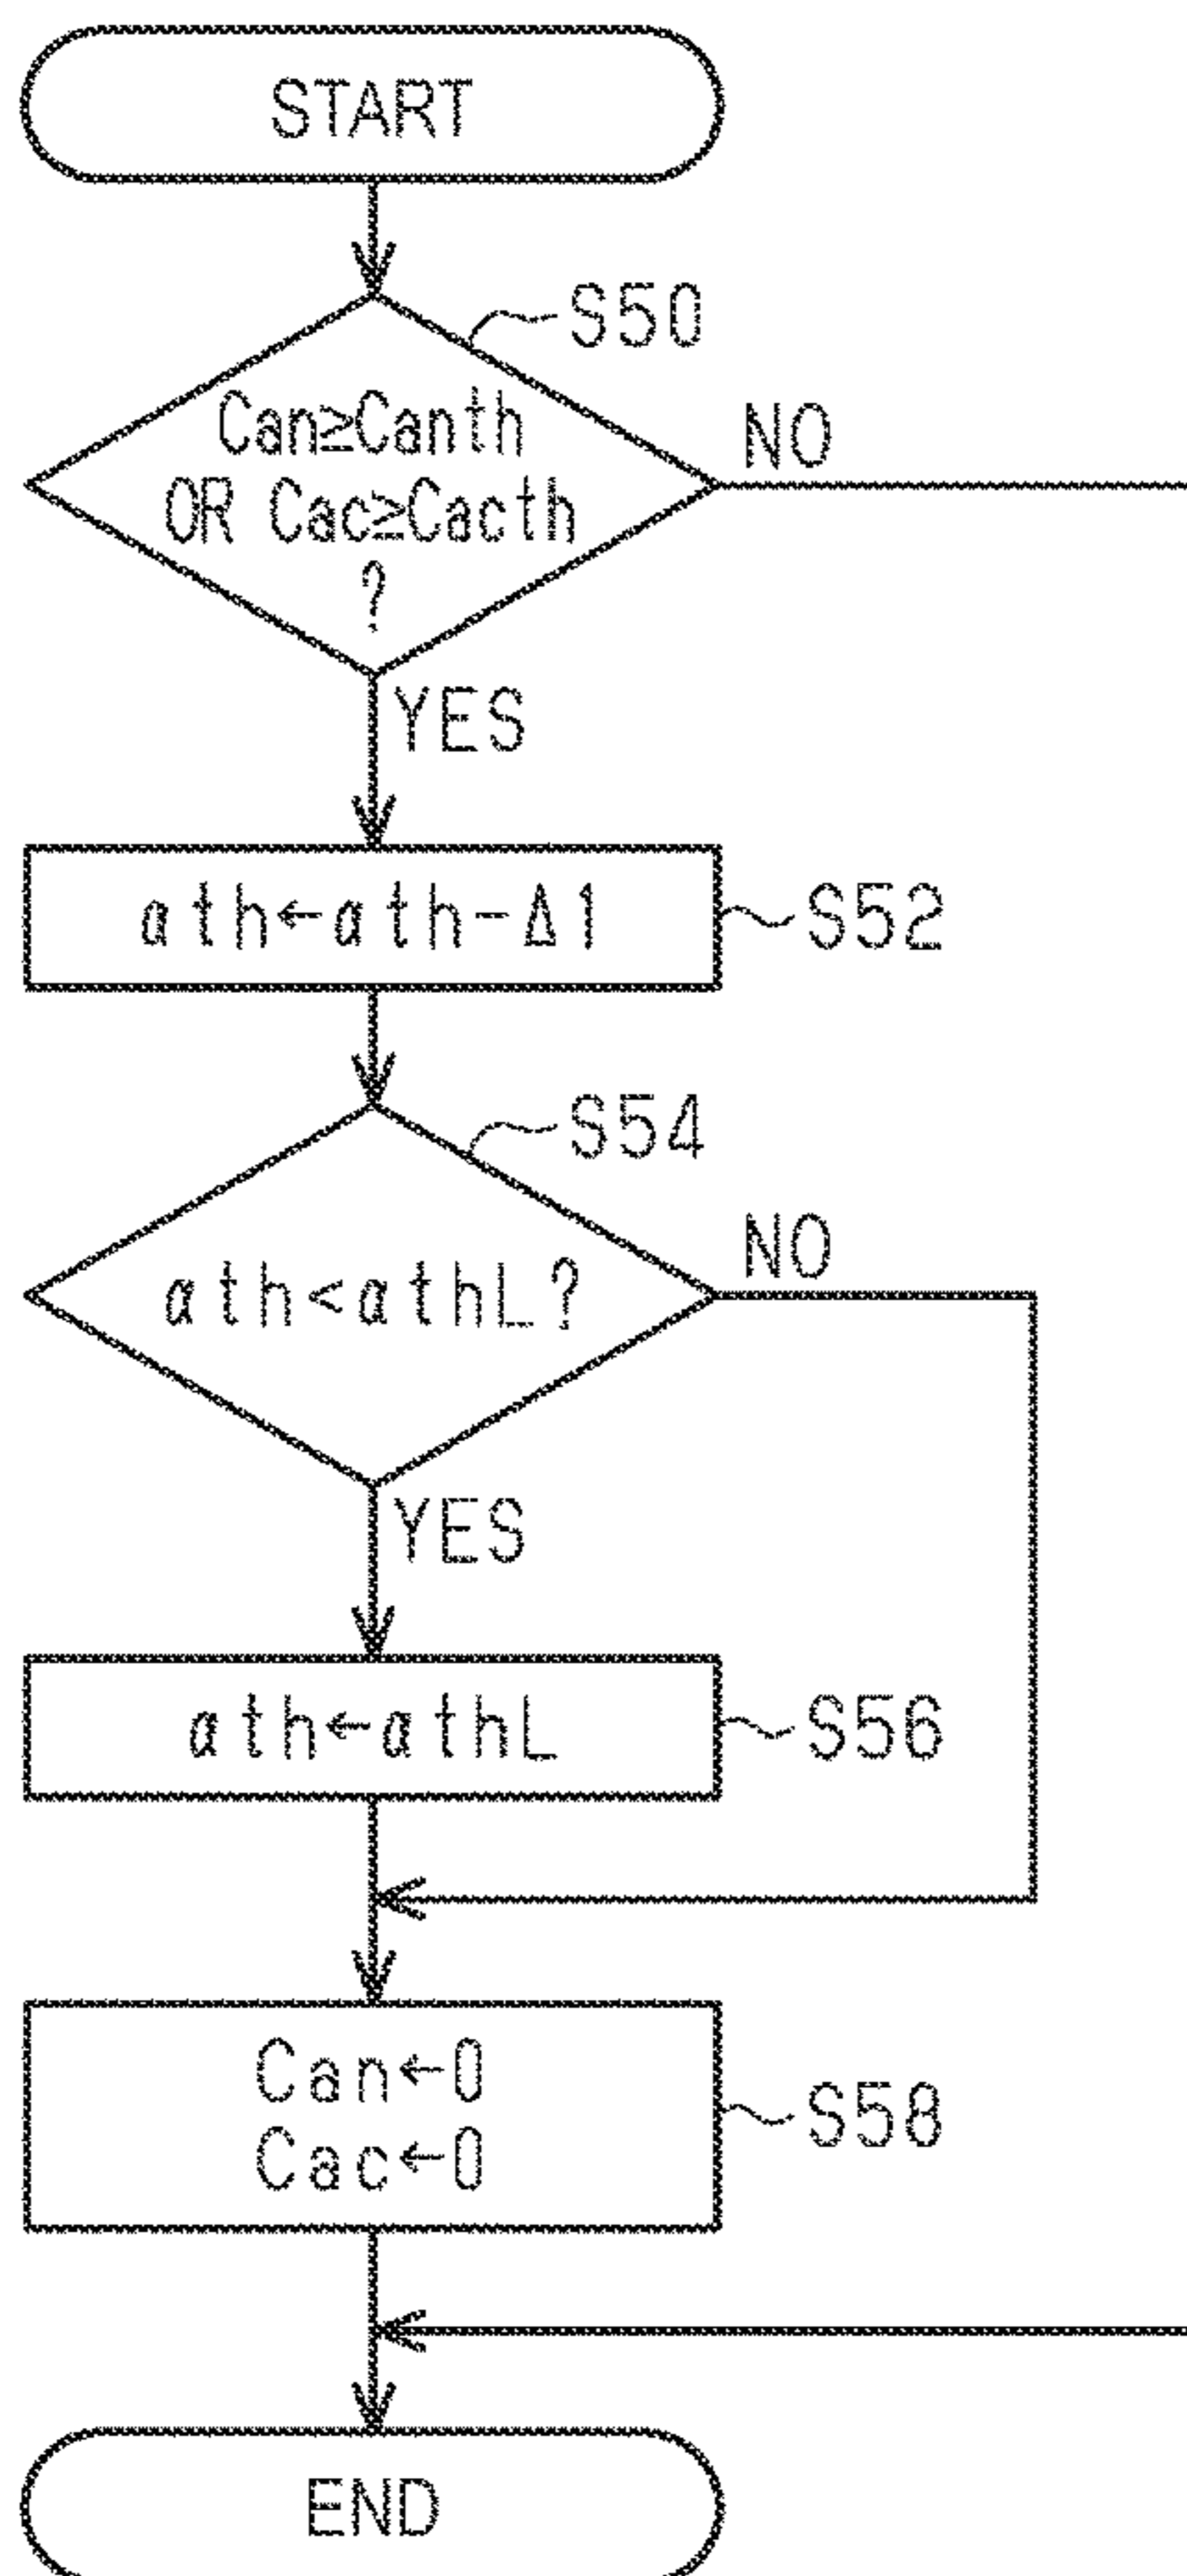 START
S50
Can≥Canth
OR Cac≥Cacth
?
NO
YES
αth←αth-Δ1
S52
S54
αth<αthL?
NO
YES
αth←αthL
S56
Can←0
Cac←0
S58
END